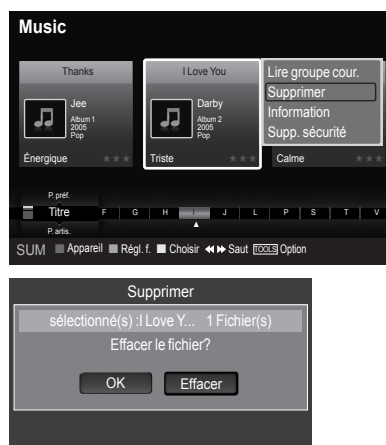 Music
Thanks
Jee
Album 1
2005
Pop
Énergique
I Love You
Darby
Album 2
2005
Pop
Triste
Lire groupe cour.
Supprimer
Information
Supp. sécurité
Calme
P. préf.
Titre F G H I J L P S T V
P. artis.
SUM Appareil Régl. f. Choisir Saut TOOLS Option
Supprimer
sélectionné(s) :I Love Y... 1 Fichier(s)
Effacer le fichier?
OK Effacer